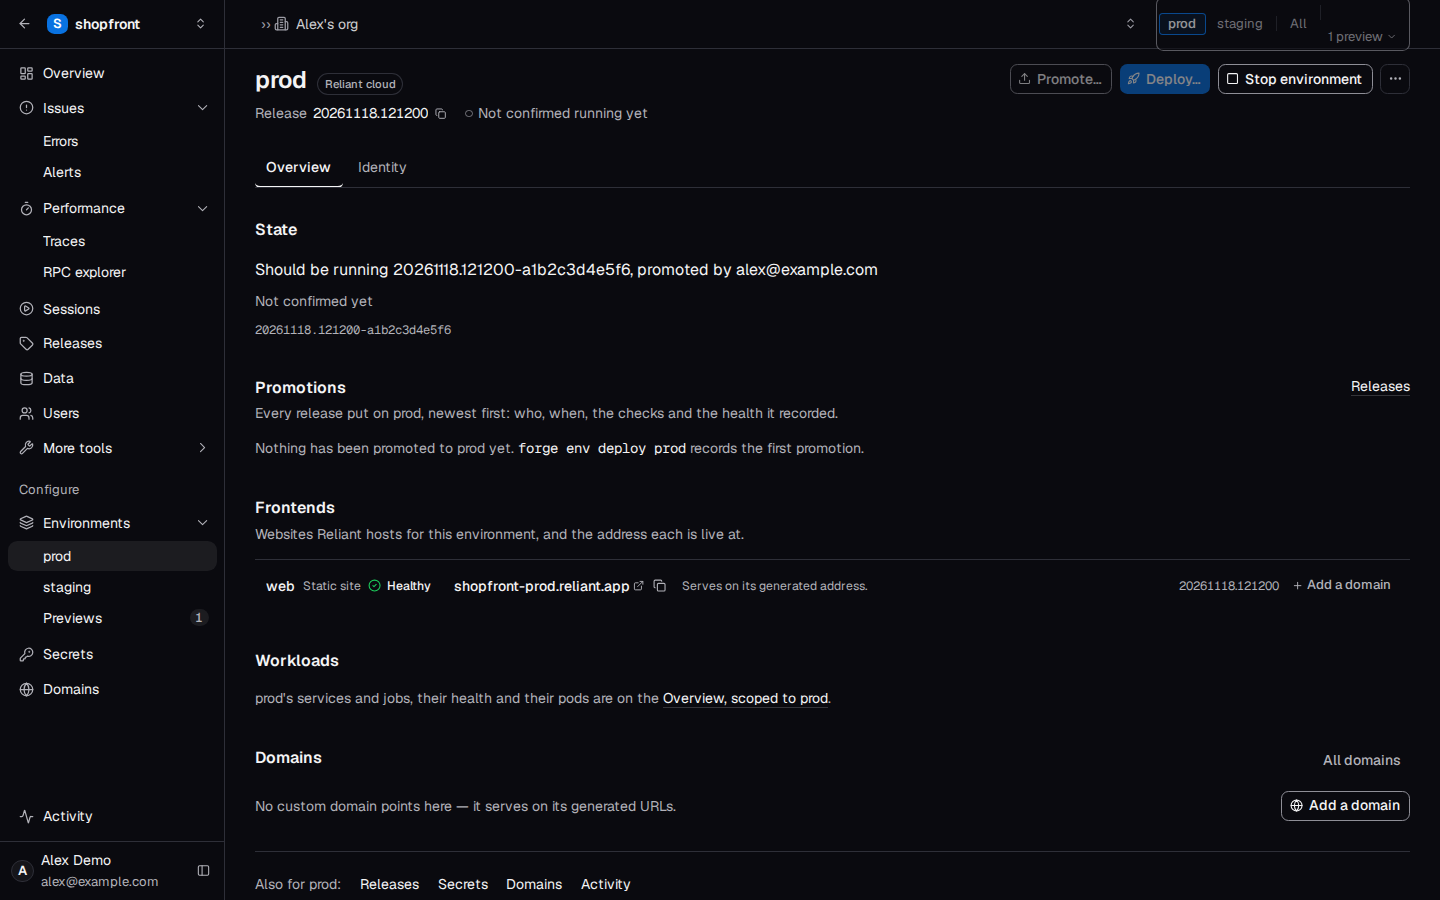 S shopfront
Overview
Issues
Errors
Alerts
Performance
Traces
RPC explorer
Sessions
Releases
Data
Users
More tools
Configure
Environments
prod
staging
Previews 1
Secrets
Domains
Activity
A Alex Demo
alex@example.com
›› Alex's org
prod staging All 1 preview
prod Reliant cloud
Promote... Deploy... Stop environment ...
Release 20261118.121200 Not confirmed running yet
Overview Identity
State
Should be running 20261118.121200-a1b2c3d4e5f6, promoted by alex@example.com
Not confirmed yet
20261118.121200-a1b2c3d4e5f6
Promotions Releases
Every release put on prod, newest first: who, when, the checks and the health it recorded.
Nothing has been promoted to prod yet. forge env deploy prod records the first promotion.
Frontends
Websites Reliant hosts for this environment, and the address each is live at.
web Static site Healthy shopfront-prod.reliant.app Serves on its generated address. 20261118.121200 + Add a domain
Workloads
prod's services and jobs, their health and their pods are on the Overview, scoped to prod.
Domains All domains
No custom domain points here — it serves on its generated URLs. Add a domain
Also for prod: Releases Secrets Domains Activity